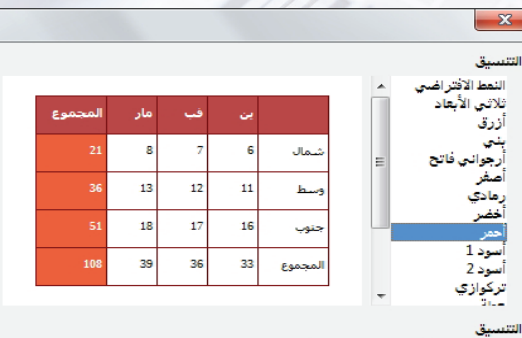 التنسيق
النمط الافتراضي
ثلاثي الأبعاد
أزرق
بني
أرجواني فاتح
أصفر
رمادي
أخضر
أحمر
أسود 1
أسود 2
تركوازي
ين فب مار المجموع
شمال 6 7 8 21
وسط 11 12 13 36
جنوب 16 17 18 51
المجموع 33 36 39 108
التنسيق